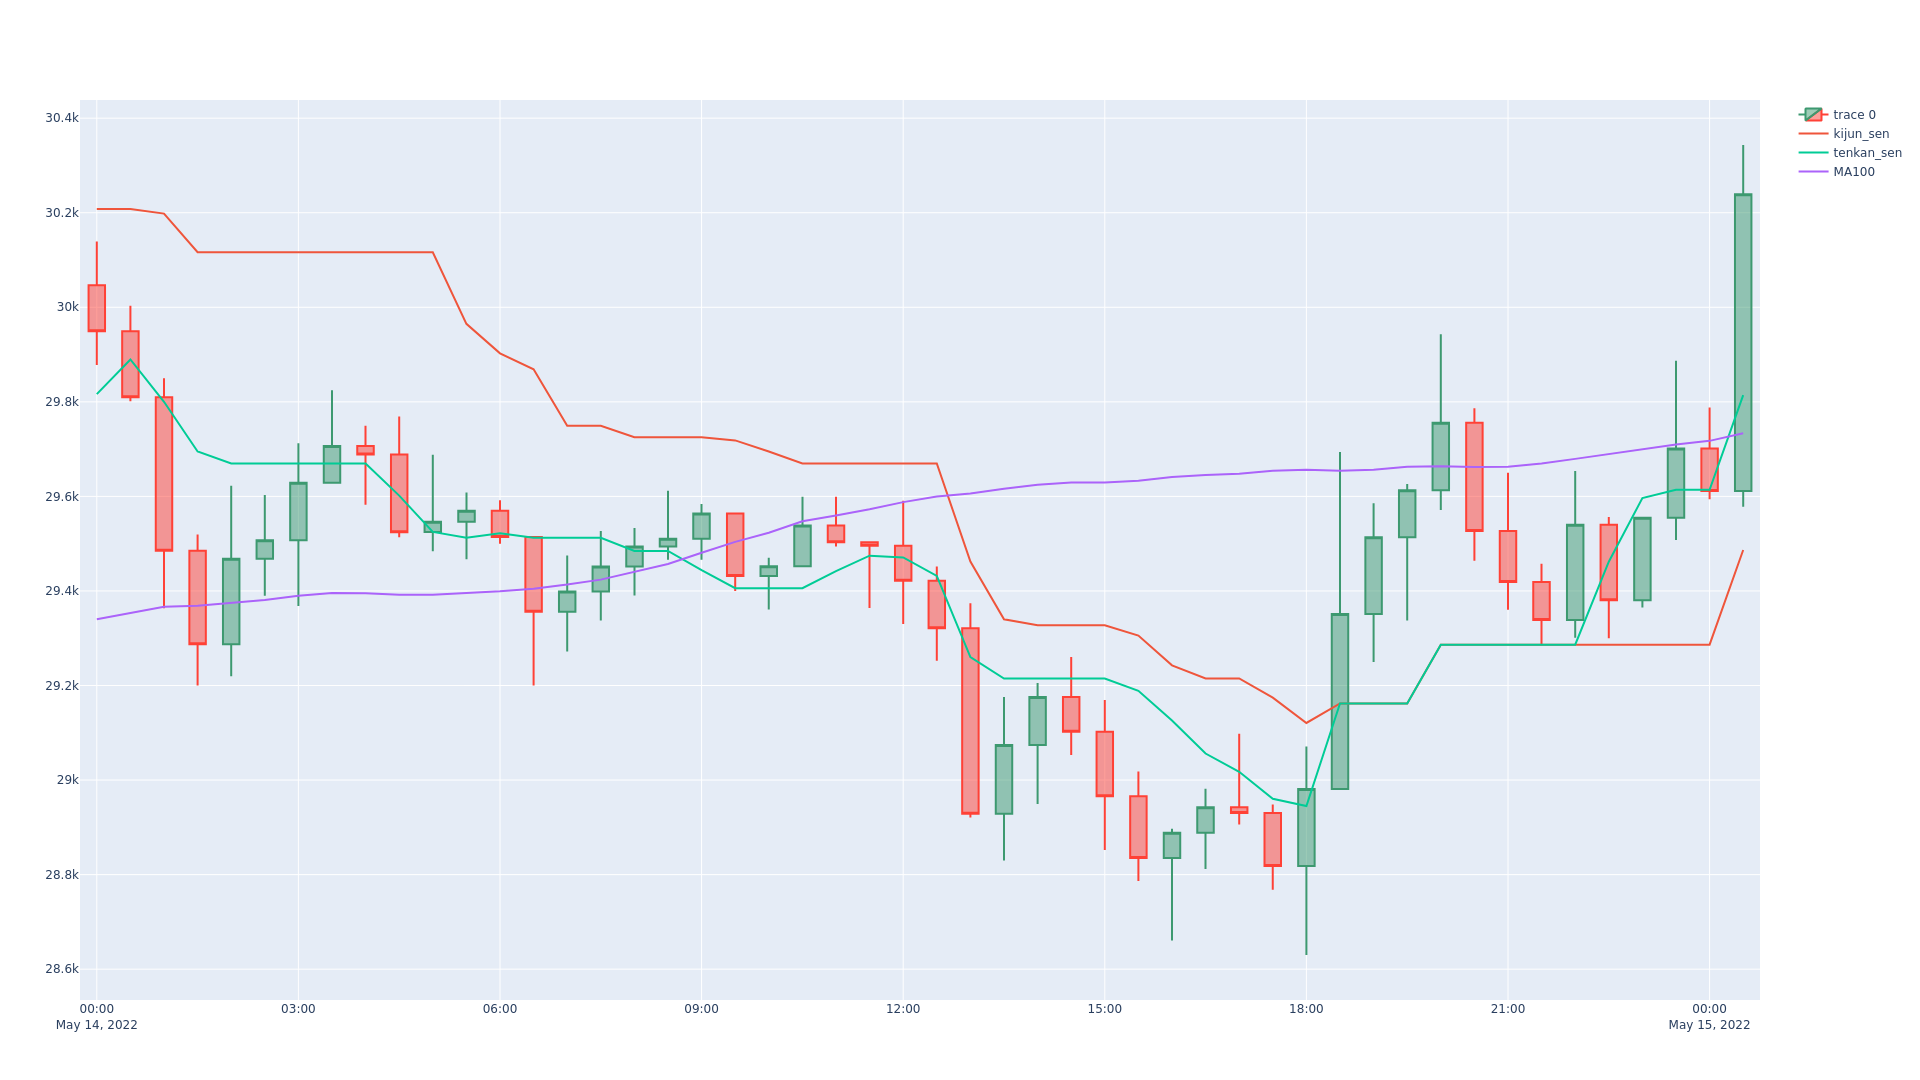 30.4k
30.2k
30k
29.8k
29.6k
29.4k
29.2k
29k
28.8k
28.6k
00:00 03:00 06:00 09:00 12:00 15:00 18:00 21:00 00:00
May 14, 2022 May 15, 2022
trace 0
kijun_sen
tenkan_sen
MA100